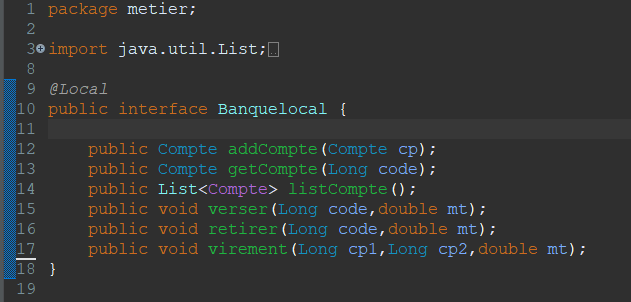 1 package metier;
2
3 import java.util.List;
8
9 @Local
10 public interface Banquelocal {
11
12 public Compte addCompte(Compte cp);
13 public Compte getCompte(Long code);
14 public List<Compte> listCompte();
15 public void verser(Long code,double mt);
16 public void retirer(Long code,double mt);
17 public void virement(Long cp1,Long cp2,double mt);
18 }
19